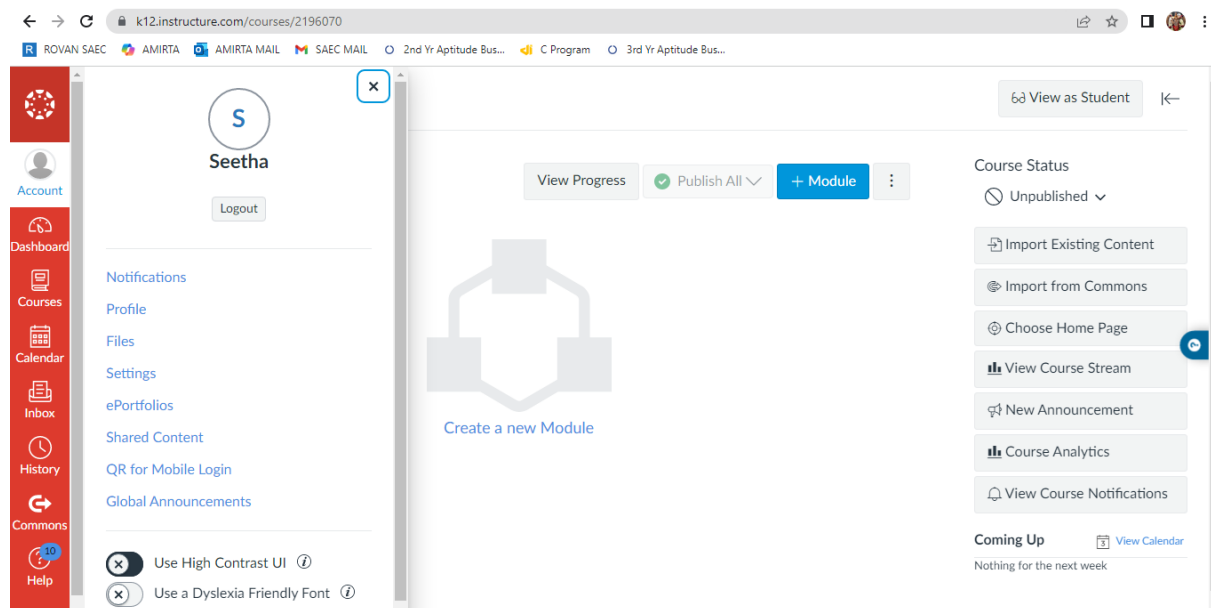 k12.instructure.com/courses/2196070
R ROVAN SAEC AMIRTA AMIRTA MAIL SAEC MAIL 2nd Yr Aptitude Bus... C Program 3rd Yr Aptitude Bus...
Account
Dashboard
Courses
Calendar
Inbox
History
Commons
10
Help
S
Seetha
Logout
Notifications
Profile
Files
Settings
ePortfolios
Shared Content
QR for Mobile Login
Global Announcements
Use High Contrast UI
Use a Dyslexia Friendly Font
View Progress
Publish All
+ Module
Create a new Module
View as Student
Course Status
Unpublished
Import Existing Content
Import from Commons
Choose Home Page
View Course Stream
New Announcement
Course Analytics
View Course Notifications
Coming Up
3 View Calendar
Nothing for the next week